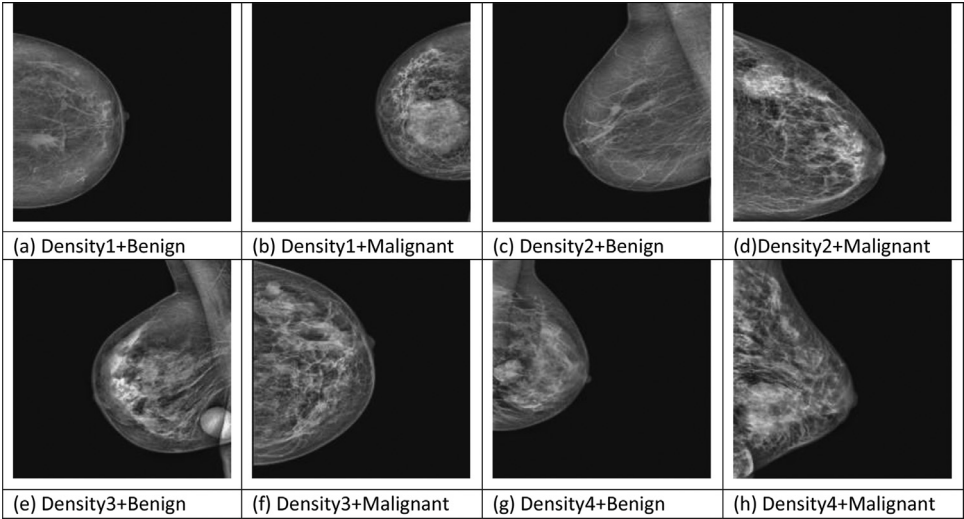 (a) Density1+Benign
(b) Density1+Malignant
(c) Density2+Benign
(d)Density2+Malignant
(e) Density3+Benign
(f) Density3+Malignant
(g) Density4+Benign
(h) Density4+Malignant